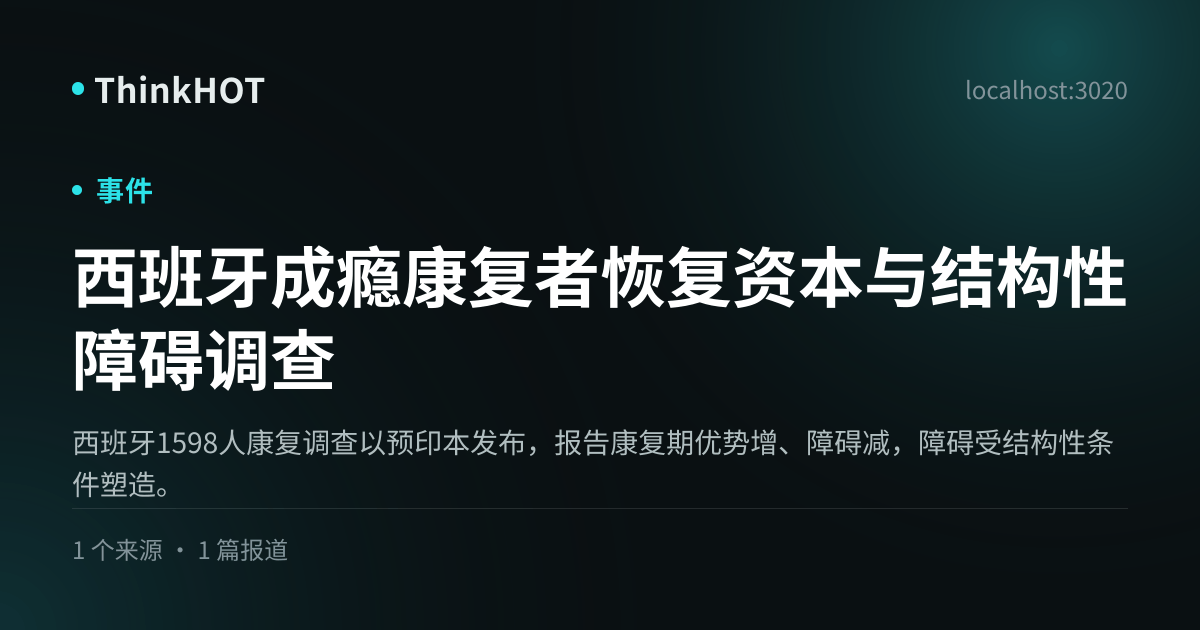 ThinkHOT
localhost:3020
事件
西班牙成瘾康复者恢复资本与结构性
障碍调查
西班牙1598人康复调查以预印本发布，报告康复期优势增、障碍减，障碍受结构性条
件塑造。
1 个来源 · 1 篇报道